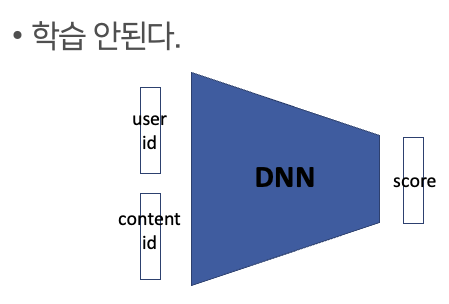 • 학습 안된다.
user
id
DNN
score
content
id